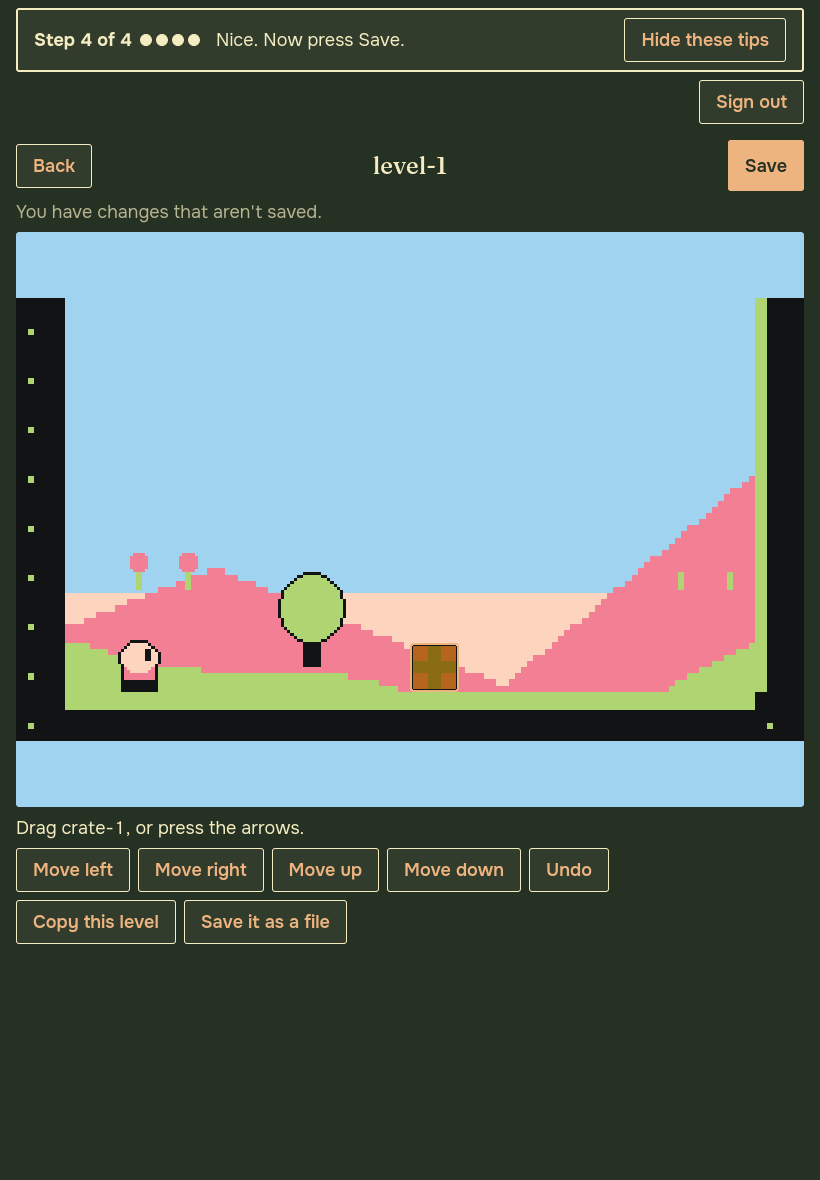 Step 4 of 4 Nice. Now press Save. Hide these tips
Sign out
Back level-1 Save
You have changes that aren't saved.
Drag crate-1, or press the arrows.
Move left Move right Move up Move down Undo
Copy this level Save it as a file